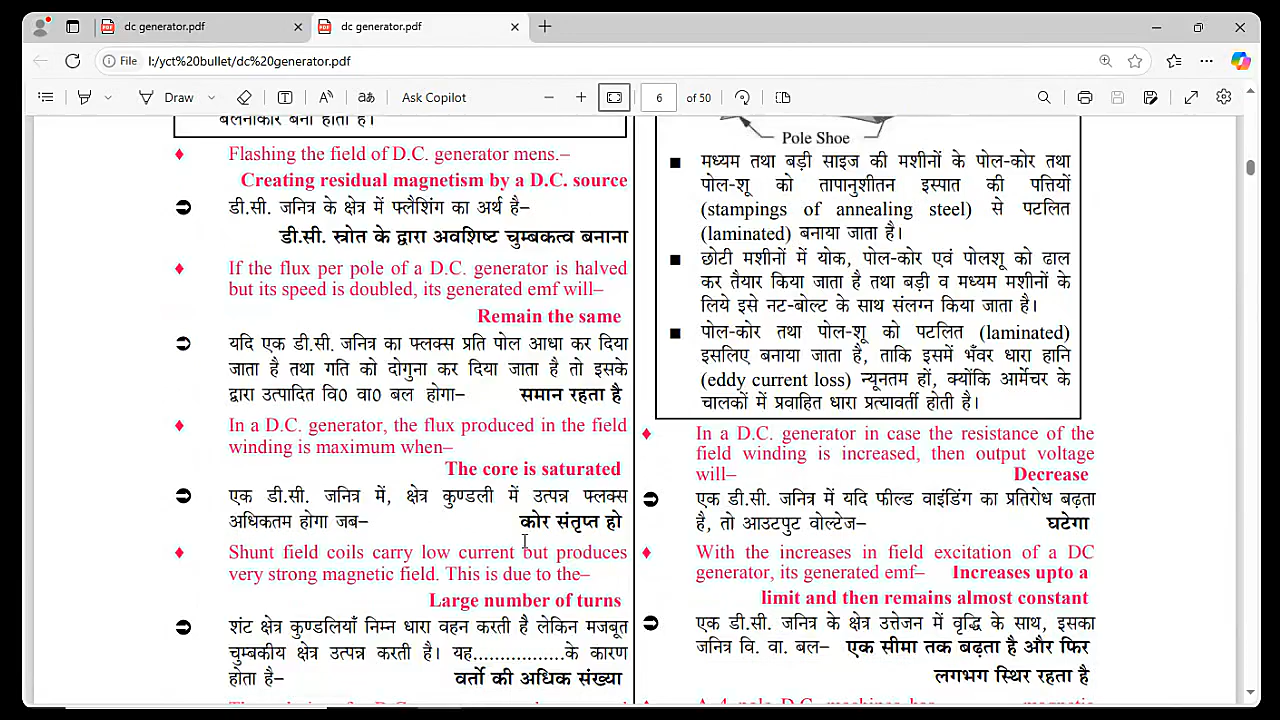 dc generator.pdf
dc generator.pdf
File
I:/yct%20bullet/dc%20generator.pdf
Draw
Ask Copilot
6
of 50
बेलनाकार बना होता है।
♦ Flashing the field of D.C. generator mens.–
Creating residual magnetism by a D.C. source
डी.सी. जनित्र के क्षेत्र में फ्लैशिंग का अर्थ है–
डी.सी. स्त्रोत के द्वारा अवशिष्ट चुम्बकत्व बनाना
♦ If the flux per pole of a D.C. generator is halved
but its speed is doubled, its generated emf will–
Remain the same
यदि एक डी.सी. जनित्र का फ्लक्स प्रति पोल आधा कर दिया
जाता है तथा गति को दोगुना कर दिया जाता है तो इसके
द्वारा उत्पादित वि0 वा0 बल होगा– समान रहता है
♦ In a D.C. generator, the flux produced in the field
winding is maximum when–
The core is saturated
एक डी.सी. जनित्र में, क्षेत्र कुण्डली में उत्पन्न फ्लक्स
अधिकतम होगा जब– कोर संतृप्त हो
♦ Shunt field coils carry low current but produces
very strong magnetic field. This is due to the–
Large number of turns
शंट क्षेत्र कुण्डलियाँ निम्न धारा वहन करती है लेकिन मजबूत
चुम्बकीय क्षेत्र उत्पन्न करती है। यह.................के कारण
होता है– वर्तो की अधिक संख्या
Pole Shoe
■ मध्यम तथा बड़ी साइज की मशीनों के पोल-कोर तथा
पोल-शू को तापानुशीतन इस्पात की पत्तियों
(stampings of annealing steel) से पटलित
(laminated) बनाया जाता है।
■ छोटी मशीनों में योक, पोल-कोर एवं पोलशू को ढाल
कर तैयार किया जाता है तथा बड़ी व मध्यम मशीनों के
लिये इसे नट-बोल्ट के साथ संलग्न किया जाता है।
■ पोल-कोर तथा पोल-शू को पटलित (laminated)
इसलिए बनाया जाता है, ताकि इसमें भँवर धारा हानि
(eddy current loss) न्यूनतम हों, क्योंकि आर्मेचर के
चालकों में प्रवाहित धारा प्रत्यावर्ती होती है।
♦ In a D.C. generator in case the resistance of the
field winding is increased, then output voltage
will– Decrease
एक डी.सी. जनित्र में यदि फील्ड वाइंडिंग का प्रतिरोध बढ़ता
है, तो आउटपुट वोल्टेज– घटेगा
♦ With the increases in field excitation of a DC
generator, its generated emf– Increases upto a
limit and then remains almost constant
एक डी.सी. जनित्र के क्षेत्र उत्तेजन में वृद्धि के साथ, इसका
जनित्र वि. वा. बल– एक सीमा तक बढ़ता है और फिर
लगभग स्थिर रहता है